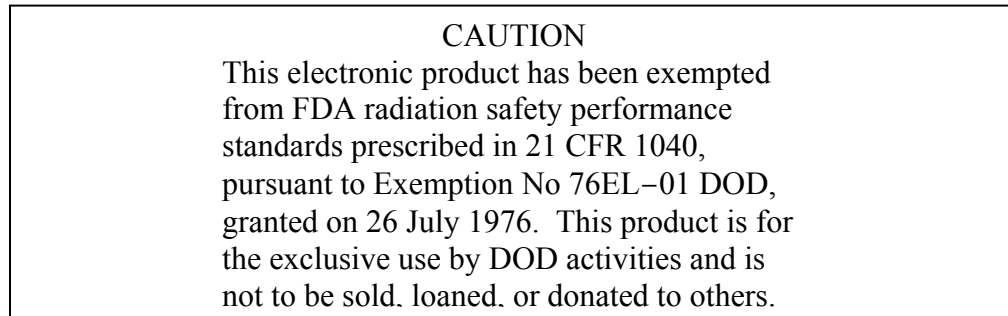 CAUTION
This electronic product has been exempted
from FDA radiation safety performance
standards prescribed in 21 CFR 1040,
pursuant to Exemption No 76EL−01 DOD,
granted on 26 July 1976.  This product is for
the exclusive use by DOD activities and is
not to be sold, loaned, or donated to others.